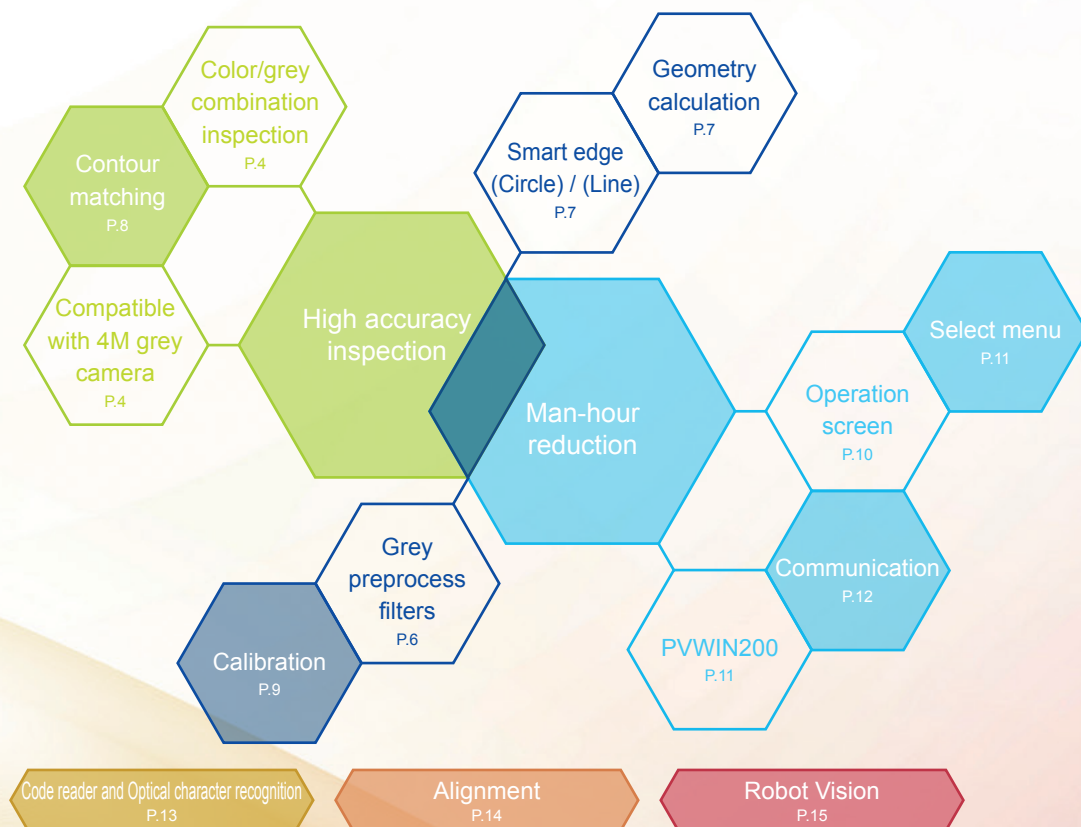 Color/grey
combination
inspection
P.4
Contour
matching
P.8
Compatible
with 4M grey
camera
P.4
High accuracy
inspection
Geometry
calculation
P.7
Smart edge
(Circle) / (Line)
P.7
Man-hour
reduction
Select menu
P.11
Operation
screen
P.10
Communication
P.12
PVWIN200
P.11
Grey
preprocess
filters
P.6
Calibration
P.9
Code reader and Optical character recognition
P.13
Alignment
P.14
Robot Vision
P.15